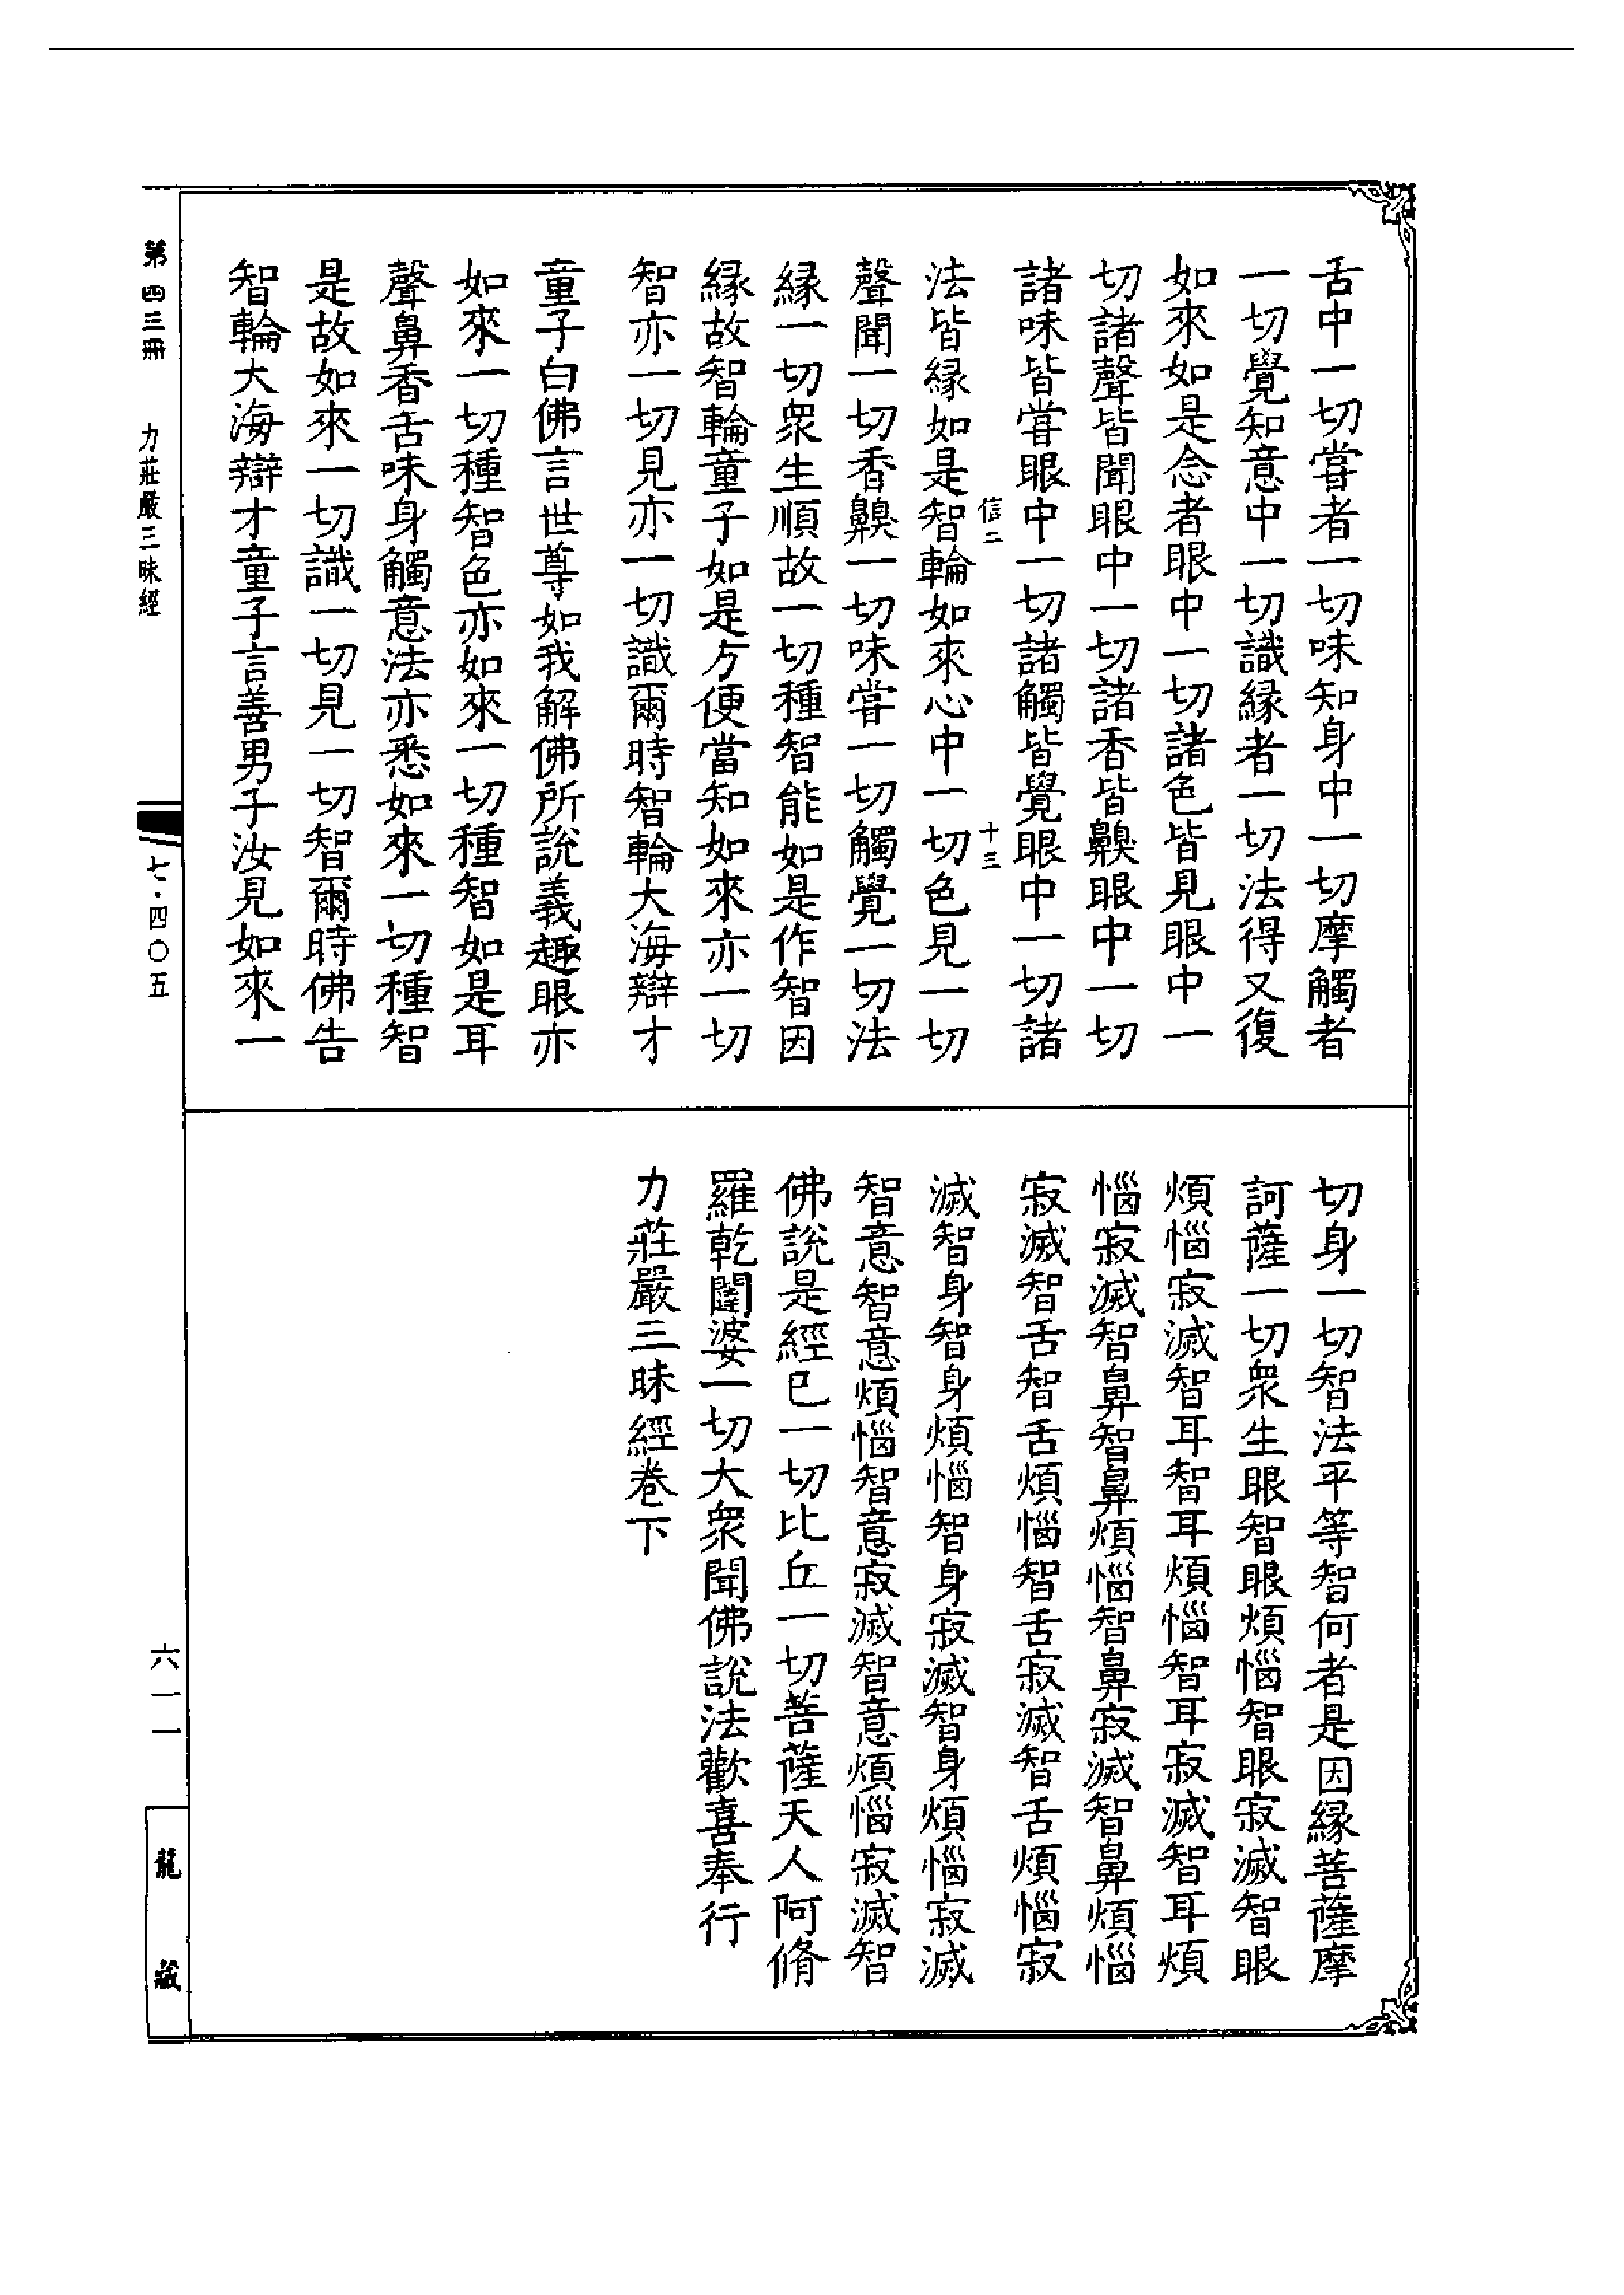 舌中一切嘗者一切味知身中一切摩觸者
一切覺知意中一切識緣者一切法得又復
如來如是念者眼中一切諸色皆見眼中一
切諸聲皆聞眼中一切諸香皆齅眼中一切
諸味皆嘗眼中一切諸觸皆覺眼中一切諸
信二
十三
法皆緣如是智輪如來心中一切色見一切
聲聞一切香齅一切味嘗一切觸覺一切法
緣一切眾生順故一切種智能如是作智因
緣故智輪童子如是方便當知如來亦一切
智亦一切見亦一切識爾時智輪大海辯才
童子白佛言世尊如我解佛所說義趣眼亦
如來一切種智色亦如來一切種智如是耳
聲鼻香舌味身觸意法亦悉如來一切種智
是故如來一切識一切見一切智爾時佛告
智輪大海辯才童子言善男子汝見如來一
切身一切智法平等智何者是因緣菩薩摩
訶薩一切眾生眼智眼煩惱智眼寂滅智眼
煩惱寂滅智耳智耳煩惱智耳寂滅智耳煩
惱寂滅智鼻智鼻煩惱智鼻寂滅智鼻煩惱
寂滅智舌智舌煩惱智舌寂滅智舌煩惱寂
滅智身智身煩惱智身寂滅智身煩惱寂滅
智意智意煩惱智意寂滅智意煩惱寂滅智
佛說是經已一切比丘一切菩薩天人阿脩
羅乾闥婆一切大眾聞佛說法歡喜奉行
力莊嚴三昧經卷下
第四三冊
力莊嚴三昧經
七·四〇五
六一一
龍藏